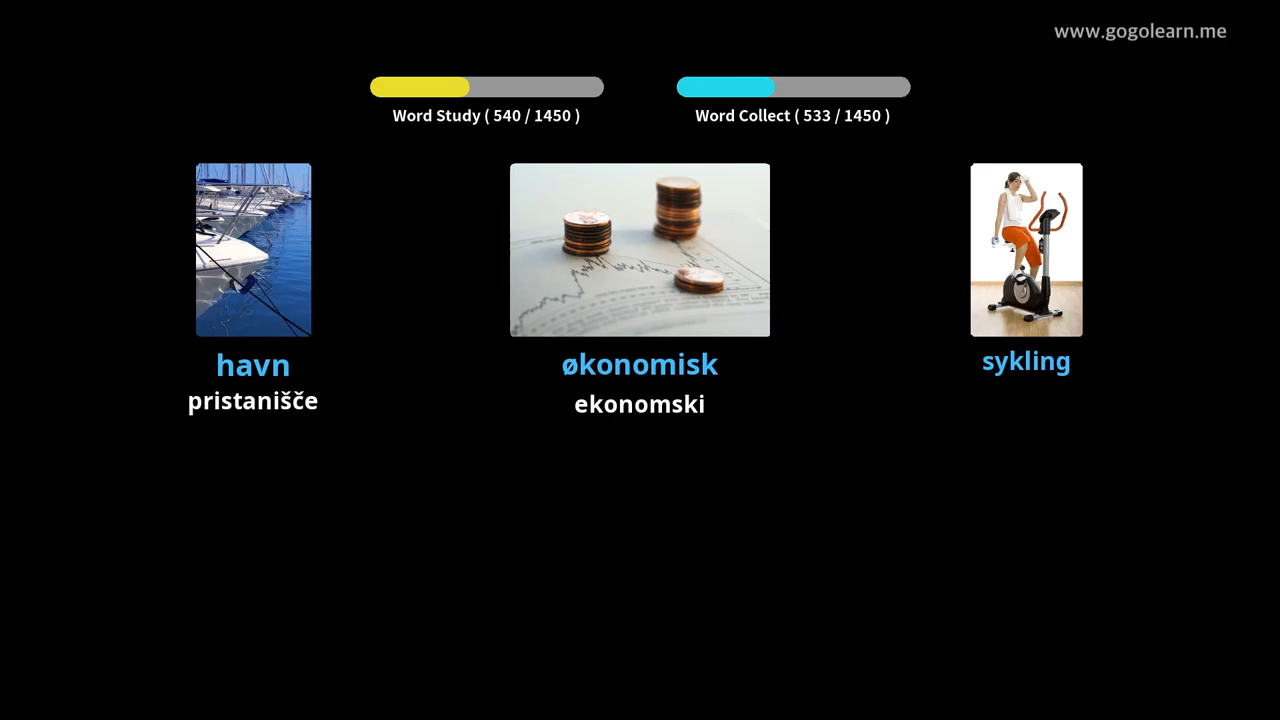 www.gogolearn.me
Word Study ( 540 / 1450 )
Word Collect ( 533 / 1450 )
havn
pristanišče
økonomisk
ekonomski
sykling